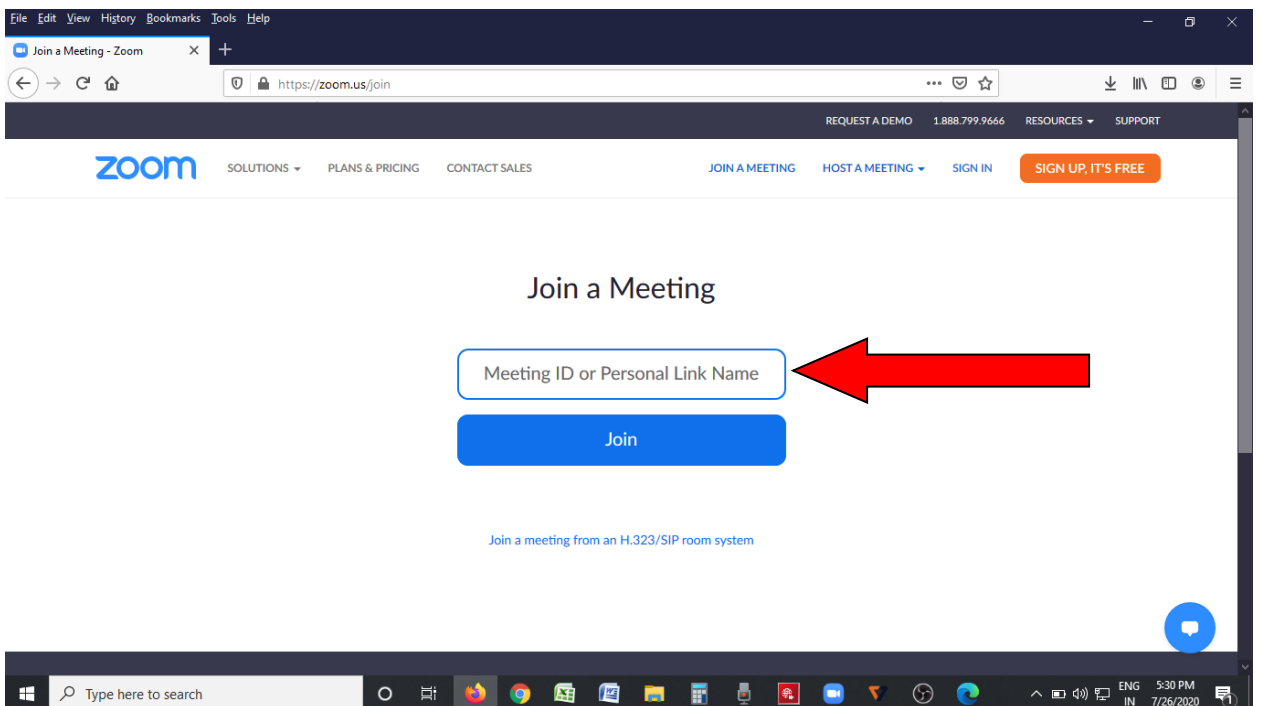 File Edit View History Bookmarks Tools Help
Join a Meeting - Zoom
https://zoom.us/join
REQUEST A DEMO 1.888.799.9666 RESOURCES SUPPORT
zoom SOLUTIONS PLANS & PRICING CONTACT SALES JOIN A MEETING HOST A MEETING SIGN IN SIGN UP, IT'S FREE
Join a Meeting
Meeting ID or Personal Link Name
Join
Join a meeting from an H.323/SIP room system
Type here to search
ENG 5:30 PM
IN 7/26/2020